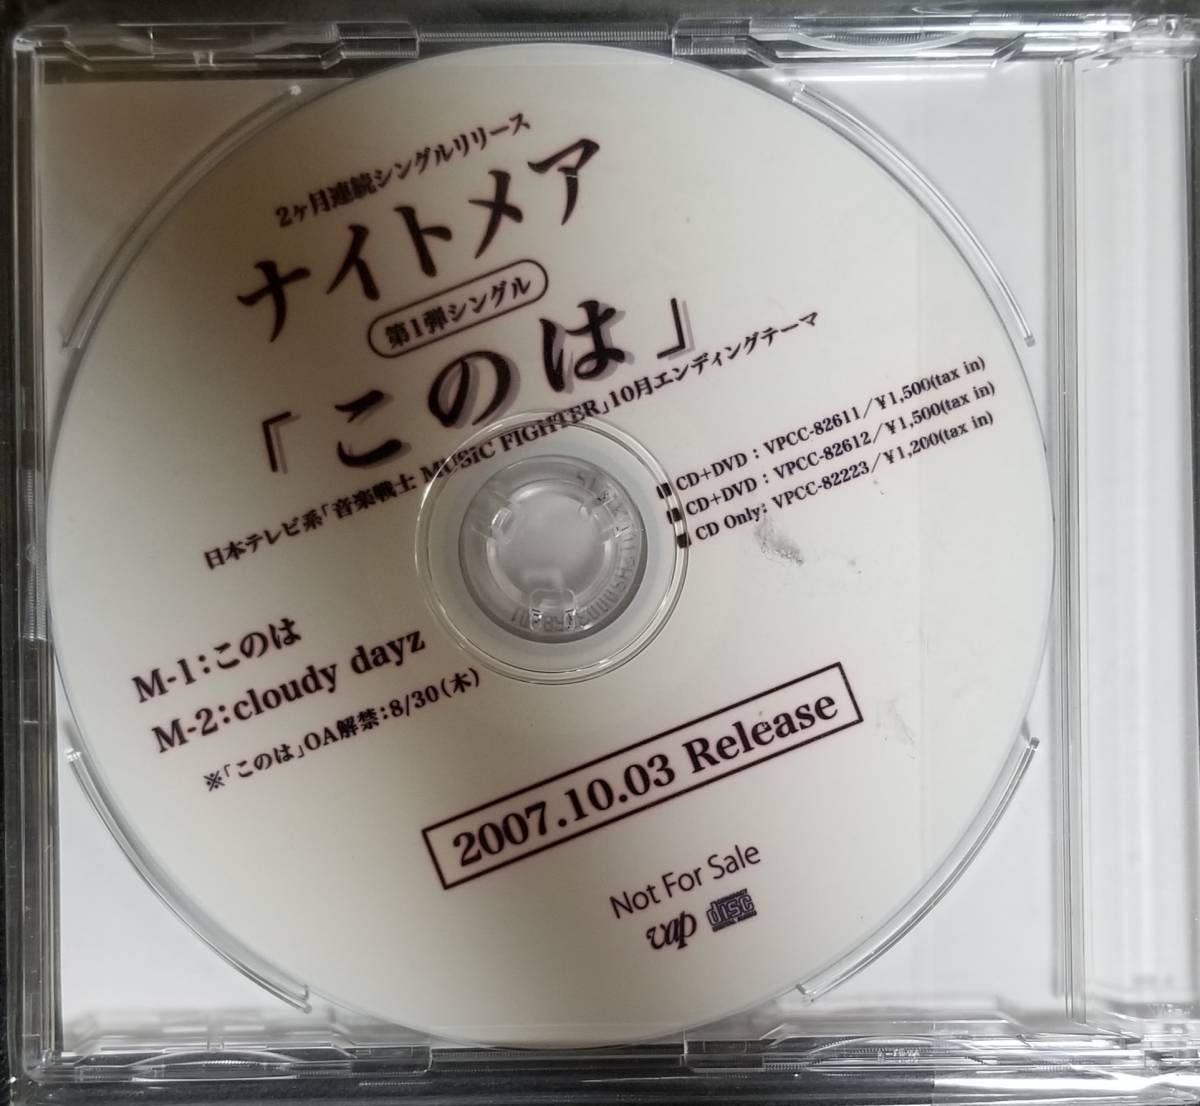 2ヶ月連続シングルリリース
ナイトメア
第1弾シングル
「このは」
日本テレビ系「音楽戦士 MUSIC FIGHTER」10月エンディングテーマ
■ CD+DVD : VPCC-82611/¥1,500(tax in)
■ CD+DVD : VPCC-82612/¥1,500(tax in)
■ CD Only: VPCC-82223/¥1,200(tax in)
M-1:このは
M-2:cloudy dayz
※「このは」OA解禁:8/30(木)
2007.10.03 Release
Not For Sale
vap
COMPACT disc DIGITAL AUDIO